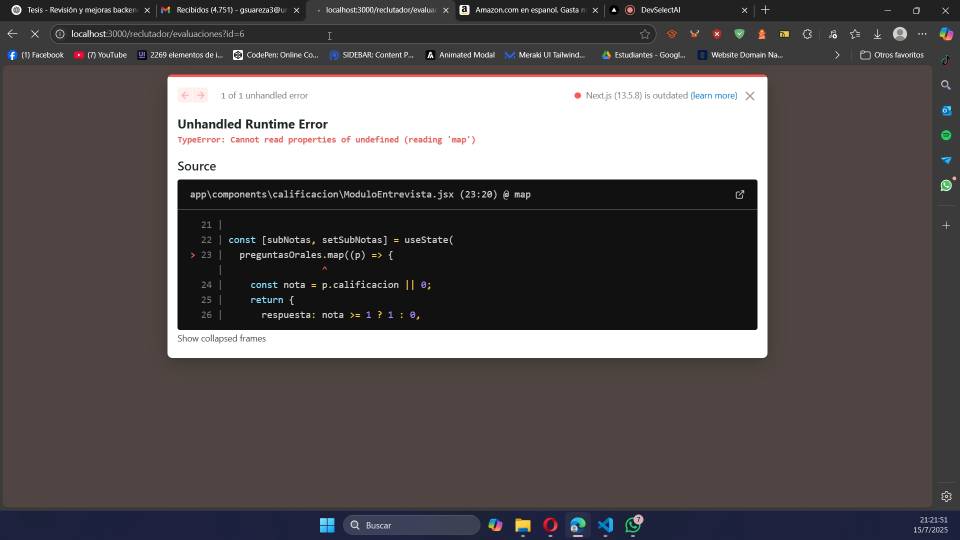 Tesis - Revisión y mejoras backen
Recibidos (4.751) - gsuareza3@ur
localhost:3000/reclutador/evalua
Amazon.com en espanol. Gasta m
DevSelectAI
localhost:3000/reclutador/evaluaciones?id=6
(1) Facebook
(7) YouTube
2269 elementos de i...
CodePen: Online Co...
SIDEBAR: Content P...
Animated Modal
Meraki UI Tailwind...
Estudiantes - Googl...
Website Domain Na...
Otros favoritos
1 of 1 unhandled error
Next.js (13.5.8) is outdated (learn more)
Unhandled Runtime Error
TypeError: Cannot read properties of undefined (reading 'map')
Source
app\components\calificacion\ModuloEntrevista.jsx (23:20) @ map
21 |
22 | const [subNotas, setSubNotas] = useState(
> 23 |   preguntasOrales.map((p) => {
|                  ^
24 |     const nota = p.calificacion || 0;
25 |     return {
26 |       respuesta: nota >= 1 ? 1 : 0,
Show collapsed frames
Buscar
7
21:21:51
15/7/2025